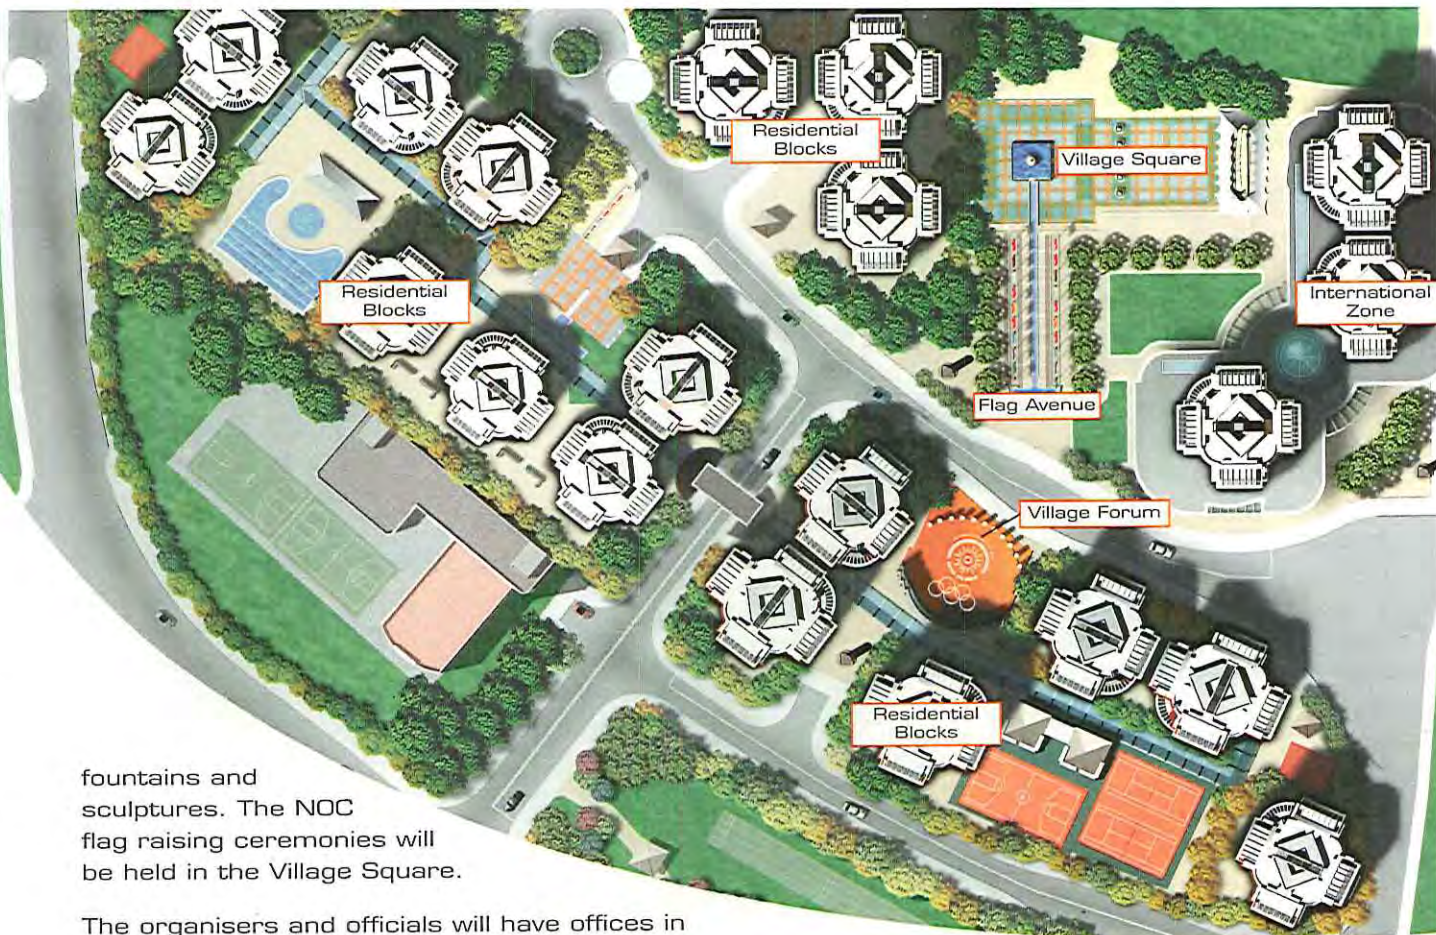 Residential
Blocks
Village Square
International
Zone
Residential
Blocks
Flag Avenue
Village Forum
Residential
Blocks
fountains and
sculptures. The NOC
flag raising ceremonies will
be held in the Village Square.
The organisers and officials will have offices in